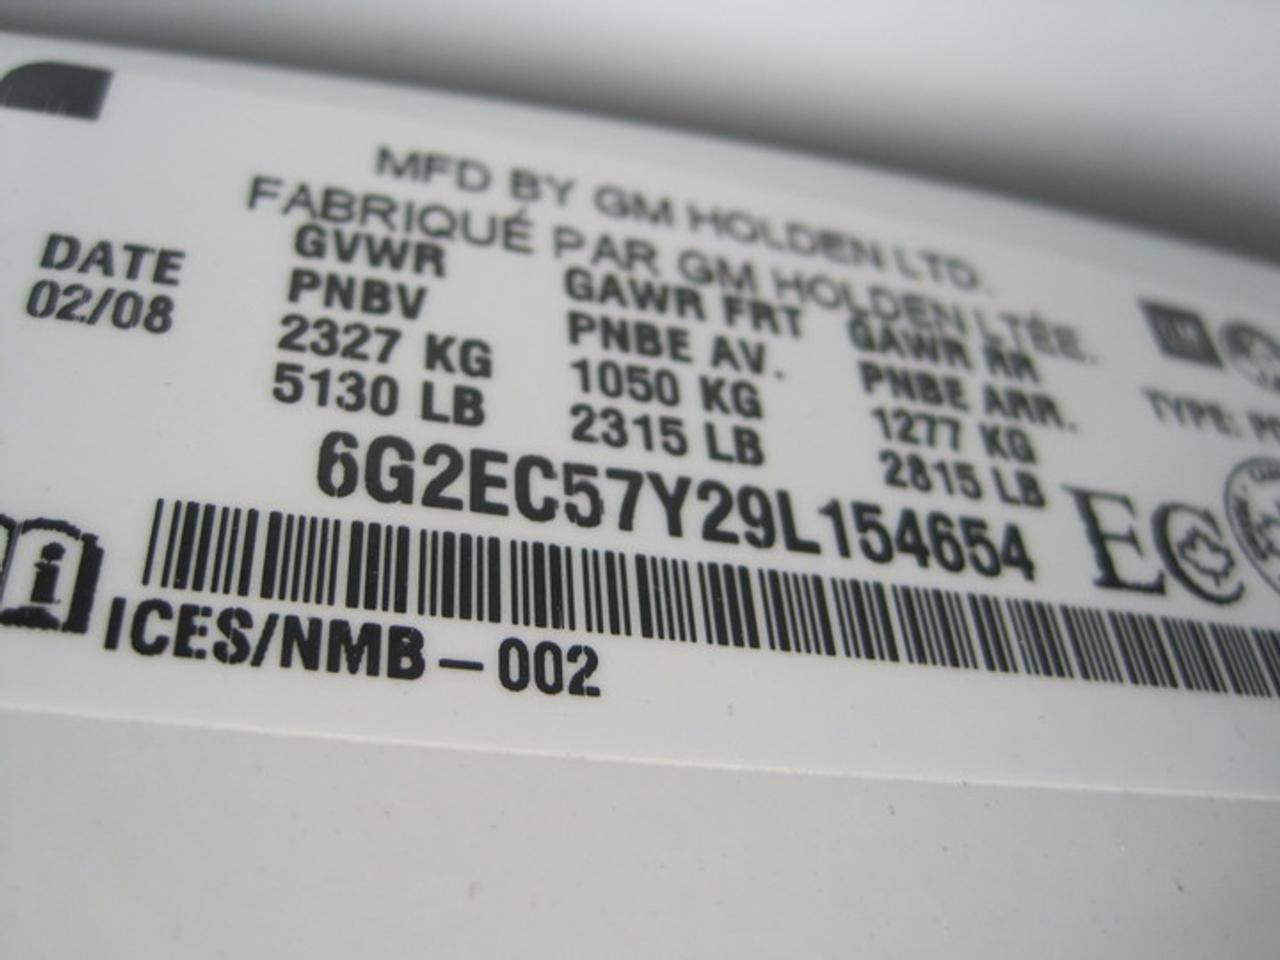 MFD BY GM HOLDEN LTD.
FABRIQUÉ PAR GM HOLDEN LTÉE.
DATE
02/08
GVWR
PNBV
2327 KG
5130 LB
GAWR FRT
PNBE AV.
1050 KG
2315 LB
GAWR RR
PNBE ARR.
1277 KG
2815 LB
TYPE:
6G2EC57Y29L154654
EC
ICES/NMB-002